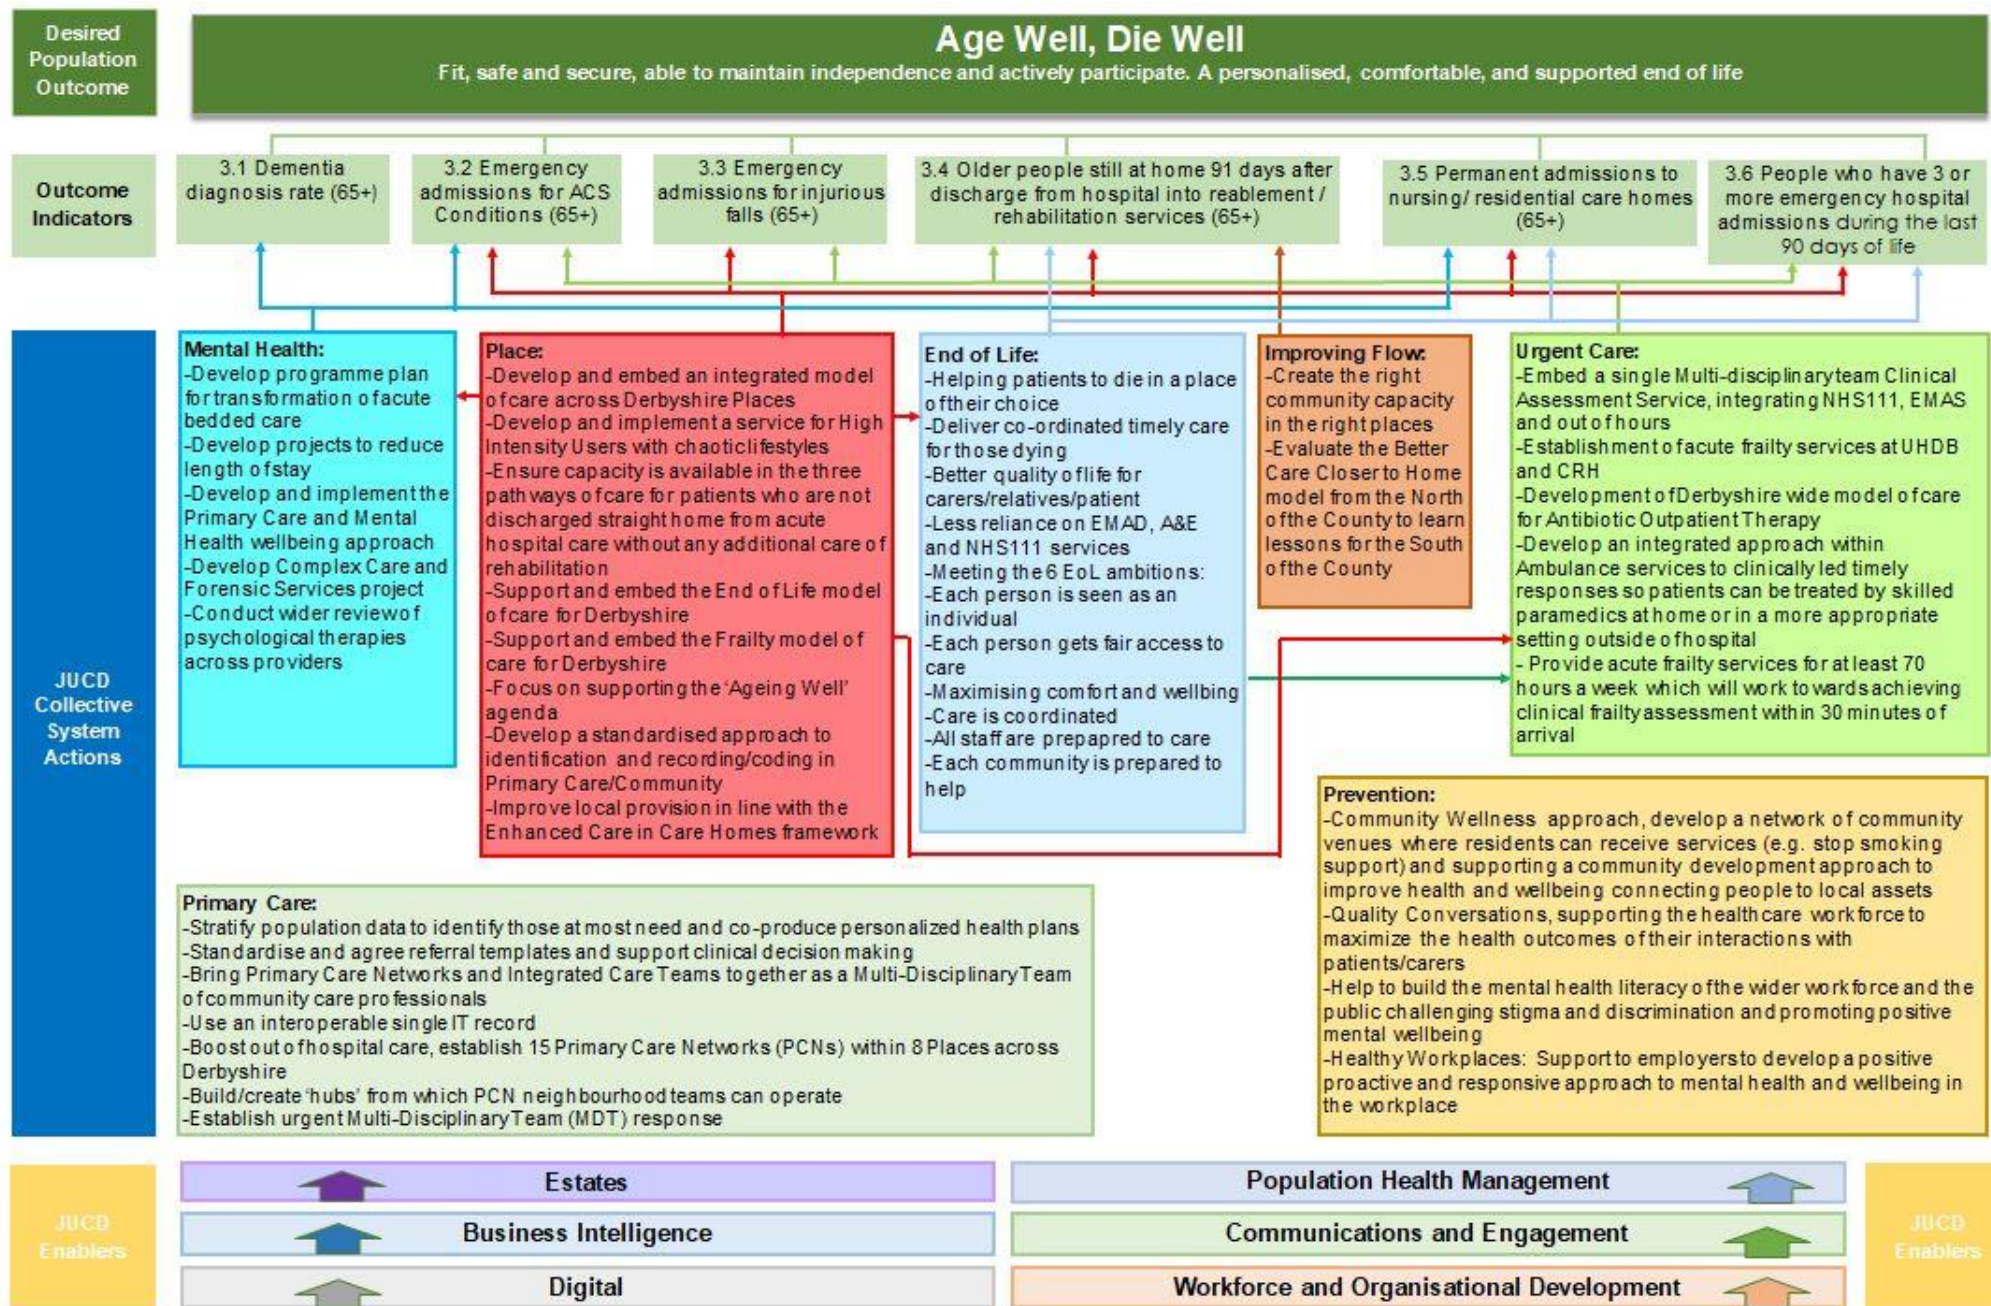 Desired
Population
Outcome
Age Well, Die Well
Fit, safe and secure, able to maintain independence and actively participate. A personalised, comfortable, and supported end of life
Outcome
Indicators
3.1 Dementia
diagnosis rate (65+)
3.2 Emergency
admissions for ACS
Conditions (65+)
3.3 Emergency
admissions for injurious
falls (65+)
3.4 Older people still at home 91 days after
discharge from hospital into reablement /
rehabilitation services (65+)
3.5 Permanent admissions to
nursing/ residential care homes
(65+)
3.6 People who have 3 or
more emergency hospital
admissions during the last
90 days of life
JUCD
Collective
System
Actions
Mental Health:
-Develop programme plan
for transformation of acute
bedded care
-Develop projects to reduce
length of stay
-Develop and implement the
Primary Care and Mental
Health wellbeing approach
-Develop Complex Care and
Forensic Services project
-Conduct wider review of
psychological therapies
across providers
Place:
-Develop and embed an integrated model
of care across Derbyshire Places
-Develop and implement a service for High
Intensity Users with chaotic lifestyles
-Ensure capacity is available in the three
pathways of care for patients who are not
discharged straight home from acute
hospital care without any additional care of
rehabilitation
-Support and embed the End of Life model
of care for Derbyshire
-Support and embed the Frailty model of
care for Derbyshire
-Focus on supporting the ‘Ageing Well’
agenda
-Develop a standardised approach to
identification and recording/coding in
Primary Care/Community
-Improve local provision in line with the
Enhanced Care in Care Homes framework
End of Life:
-Helping patients to die in a place
of their choice
-Deliver co-ordinated timely care
for those dying
-Better quality of life for
carers/relatives/patient
-Less reliance on EMAD, A&E
and NHS111 services
-Meeting the 6 EoL ambitions:
-Each person is seen as an
individual
-Each person gets fair access to
care
-Maximising comfort and wellbing
-Care is coordinated
-All staff are prepapred to care
-Each community is prepared to
help
Improving Flow:
-Create the right
community capacity
in the right places
-Evaluate the Better
Care Closer to Home
model from the North
of the County to learn
lessons for the South
of the County
Urgent Care:
-Embed a single Multi-disciplinary team Clinical
Assessment Service, integrating NHS111, EMAS
and out of hours
-Establishment of acute frailty services at UHDB
and CRH
-Development of Derbyshire wide model of care
for Antibiotic Outpatient Therapy
-Develop an integrated approach within
Ambulance services to clinically led timely
responses so patients can be treated by skilled
paramedics at home or in a more appropriate
setting outside of hospital
- Provide acute frailty services for at least 70
hours a week which will work towards achieving
clinical frailty assessment within 30 minutes of
arrival
Prevention:
-Community Wellness approach, develop a network of community
venues where residents can receive services (e.g. stop smoking
support) and supporting a community development approach to
improve health and wellbeing connecting people to local assets
-Quality Conversations, supporting the healthcare workforce to
maximize the health outcomes of their interactions with
patients/carers
-Help to build the mental health literacy of the wider workforce and the
public challenging stigma and discrimination and promoting positive
mental wellbeing
-Healthy Workplaces: Support to employers to develop a positive
proactive and responsive approach to mental health and wellbeing in
the workplace
Primary Care:
-Stratify population data to identify those at most need and co-produce personalized health plans
-Standardise and agree referral templates and support clinical decision making
-Bring Primary Care Networks and Integrated Care Teams together as a Multi-Disciplinary Team
of community care professionals
-Use an interoperable single IT record
-Boost out of hospital care, establish 15 Primary Care Networks (PCNs) within 8 Places across
Derbyshire
-Build/create ‘hubs’ from which PCN neighbourhood teams can operate
-Establish urgent Multi-Disciplinary Team (MDT) response
JUCD
Enablers
Estates
Business Intelligence
Digital
Population Health Management
Communications and Engagement
Workforce and Organisational Development
JUCD
Enablers